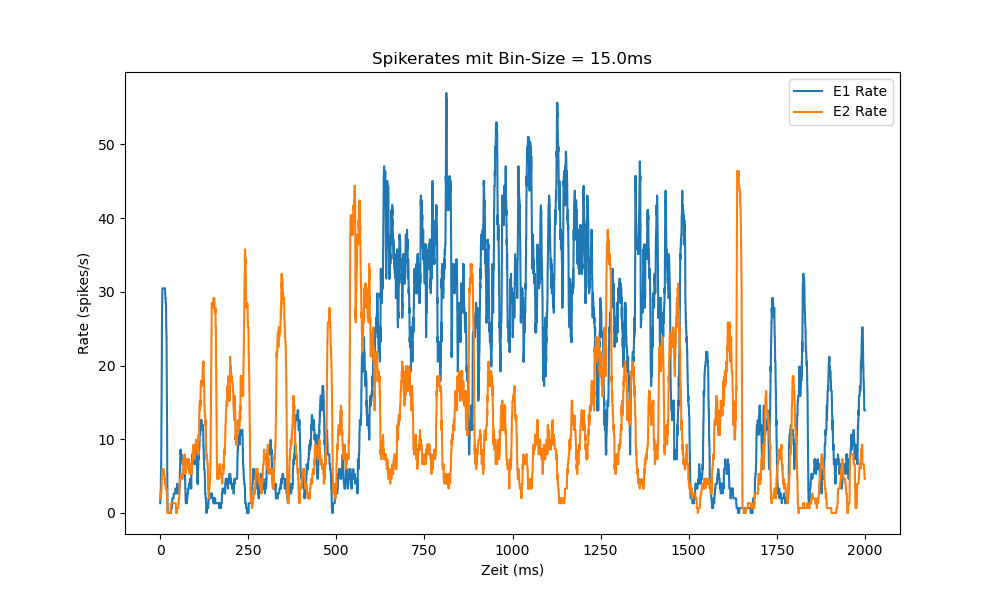 Spikerates mit Bin-Size = 15.0ms
E1 Rate
E2 Rate
Rate (spikes/s)
50
40
30
20
10
0
0 250 500 750 1000 1250 1500 1750 2000
Zeit (ms)